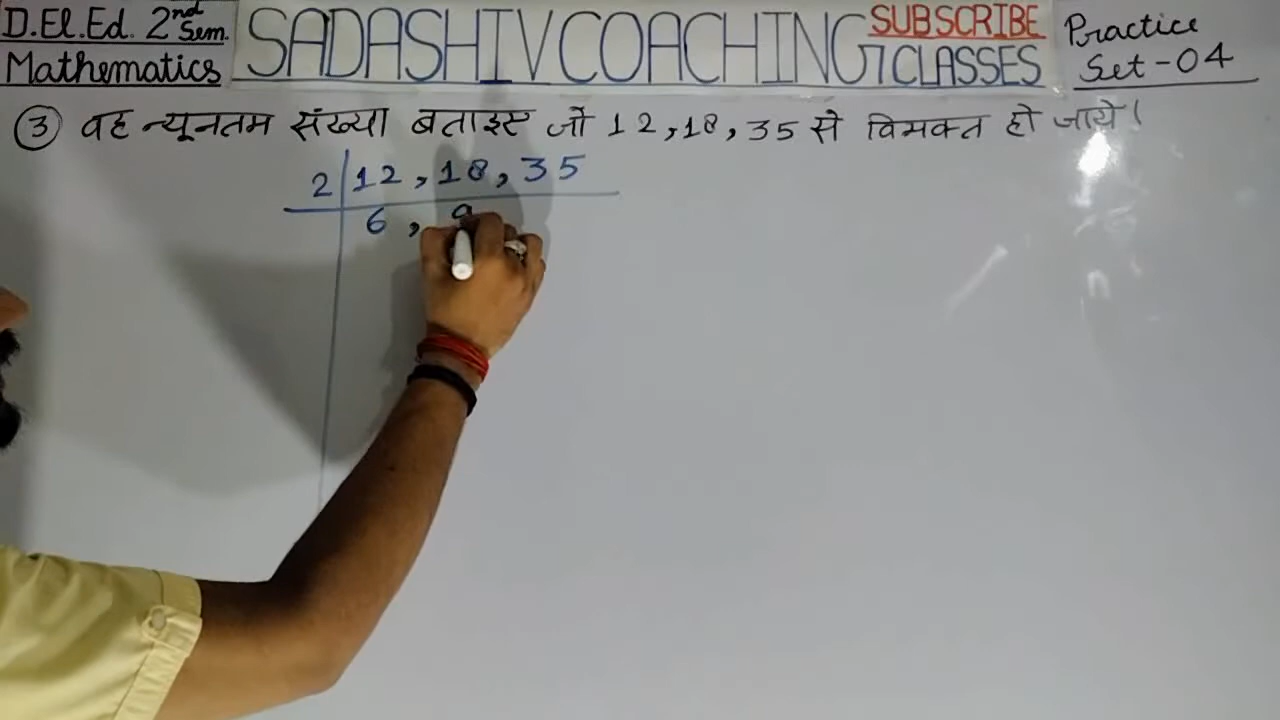 D.El.Ed. 2nd Sem.
Mathematics
SADASHIV COACHING CLASSES
SUBSCRIBE
Practice
Set-04
③ वह न्यूनतम संख्या बताइए जो 12,18,35 से विभक्त हो जाये।
2 12,18,35
6, 9